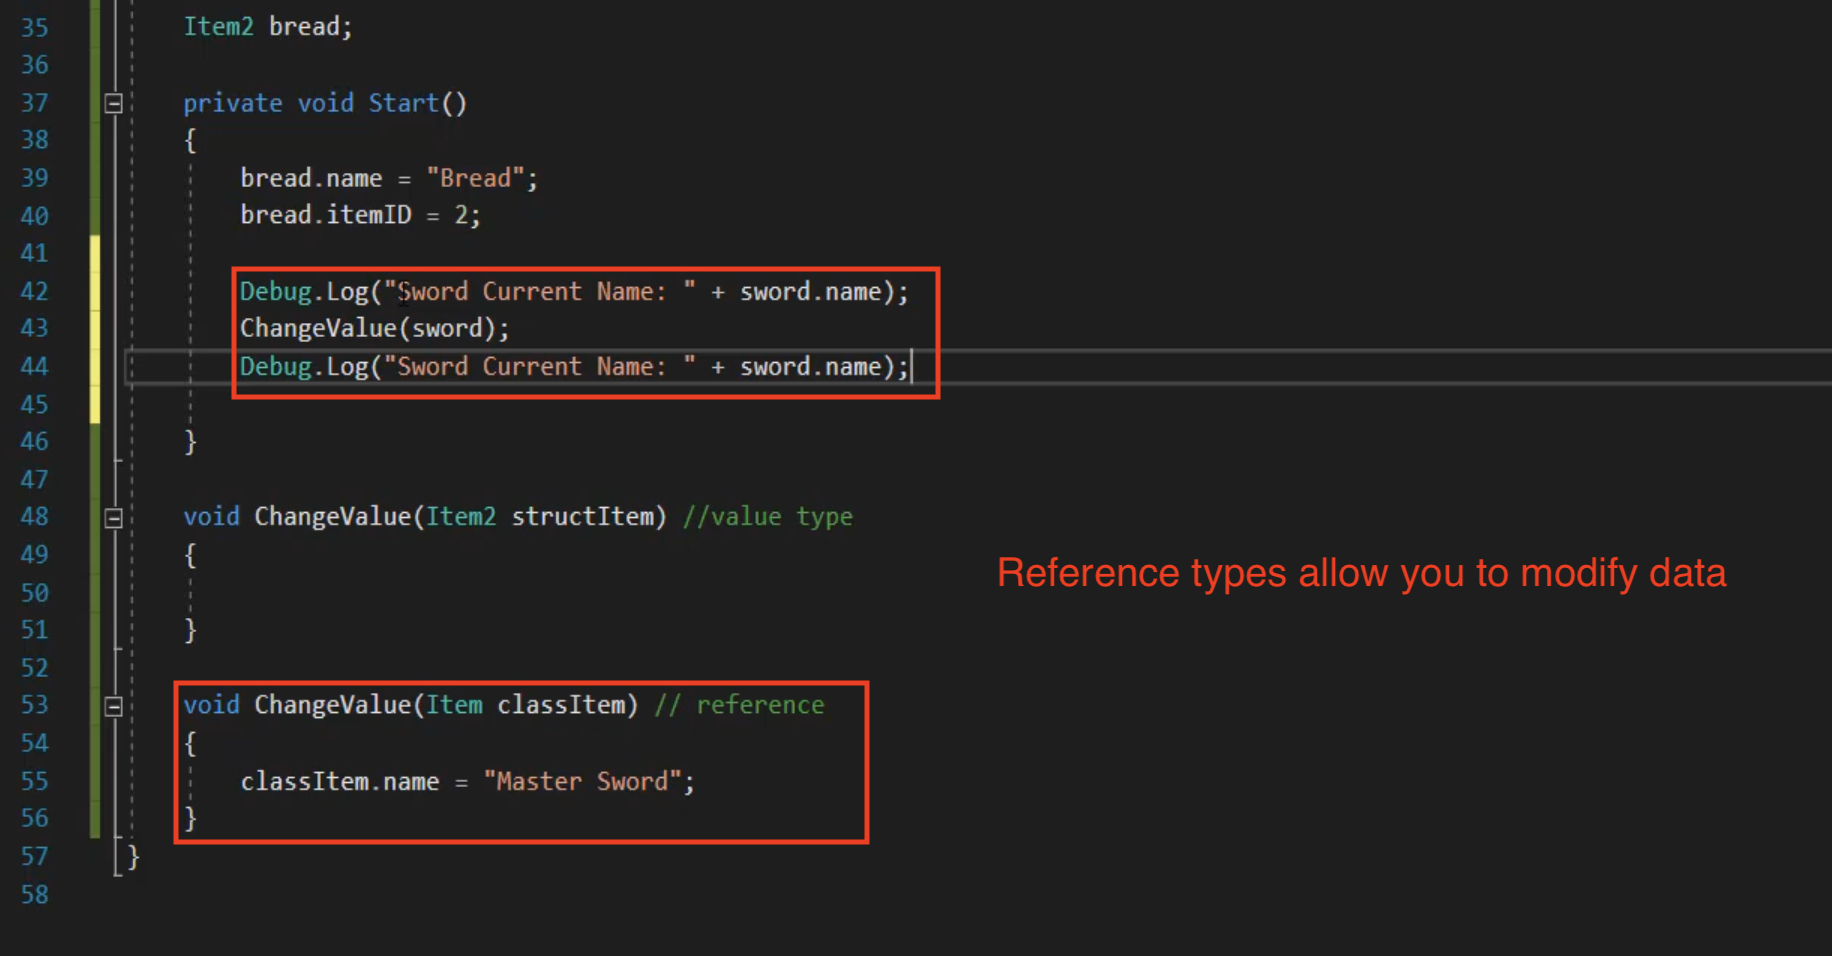 35 Item2 bread;
36
37 private void Start()
38 {
39 bread.name = "Bread";
40 bread.itemID = 2;
41
42 Debug.Log("Sword Current Name: " + sword.name);
43 ChangeValue(sword);
44 Debug.Log("Sword Current Name: " + sword.name);
45
46 }
47
48 void ChangeValue(Item2 structItem) //value type
49 {
50
51 }
52
53 void ChangeValue(Item classItem) // reference
54 {
55 classItem.name = "Master Sword";
56 }
57 }
58
Reference types allow you to modify data